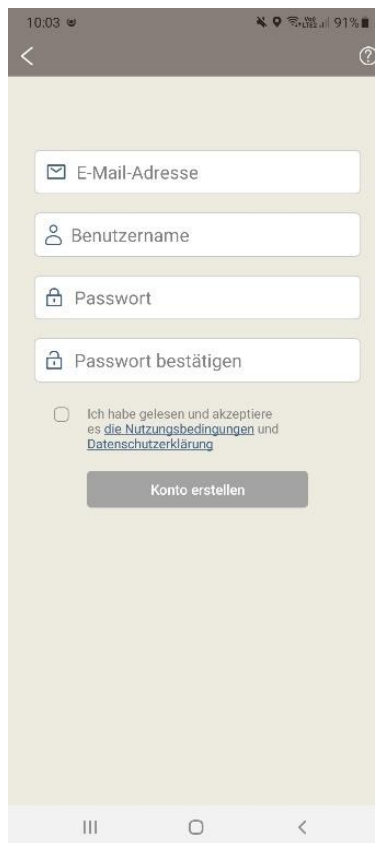 10:03
91%
E-Mail-Adresse
Benutzername
Passwort
Passwort bestätigen
Ich habe gelesen und akzeptiere
es die Nutzungsbedingungen und
Datenschutzerklärung
Konto erstellen